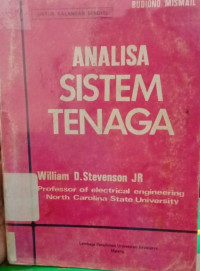 BUDIONO MISMAIL
ANALISA
SISTEM
TENAGA
William D.Stevenson JR
Professor of electrical engineering
North Carolina State University